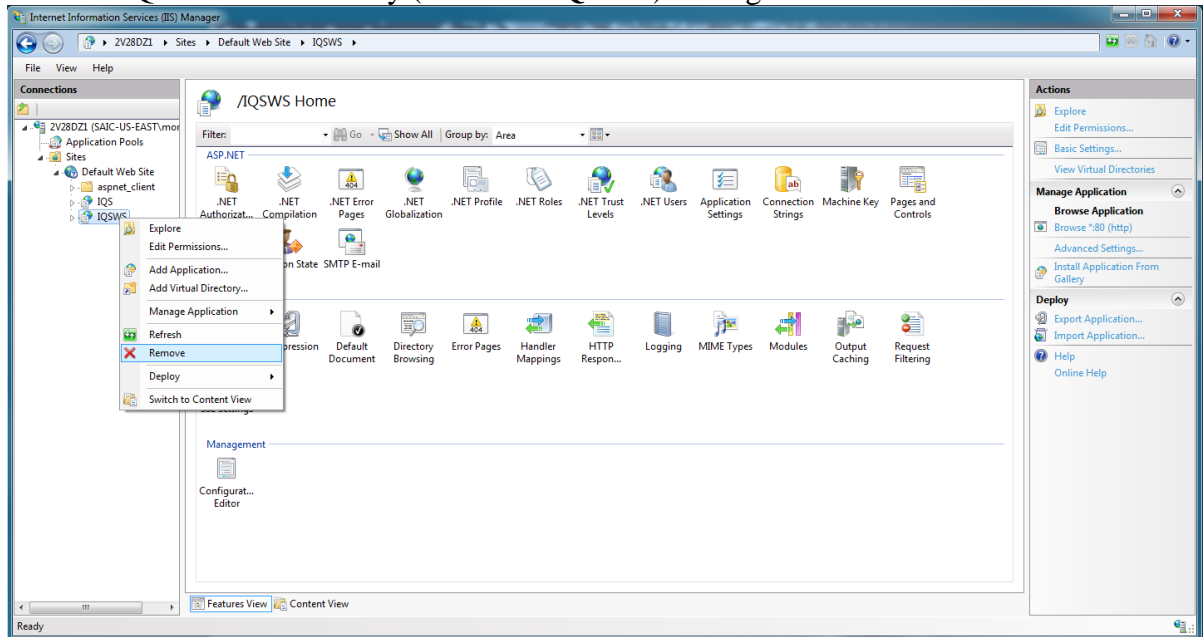 Internet Information Services (IIS) Manager
2V28DZ1 ▸ Sites ▸ Default Web Site ▸ IQSWS ▸
File View Help
Connections
2V28DZ1 (SAIC-US-EAST\mor
Application Pools
Sites
Default Web Site
aspnet_client
IQS
IQSWS
Explore
Edit Permissions...
Add Application...
Add Virtual Directory...
Manage Application
Refresh
Remove
Deploy
Switch to Content View
/IQSWS Home
Filter: Go Show All Group by: Area
ASP.NET
.NET Authorizat...
.NET Compilation
.NET Error Pages
.NET Globalization
.NET Profile
.NET Roles
.NET Trust Levels
.NET Users
Application Settings
Connection Strings
Machine Key
Pages and Controls
on State
SMTP E-mail
pression
Default Document
Directory Browsing
Error Pages
Handler Mappings
HTTP Respon...
Logging
MIME Types
Modules
Output Caching
Request Filtering
Management
Configurat... Editor
Features View Content View
Actions
Explore
Edit Permissions...
Basic Settings...
View Virtual Directories
Manage Application
Browse Application
Browse *:80 (http)
Advanced Settings...
Install Application From
Gallery
Deploy
Export Application...
Import Application...
Help
Online Help
Ready